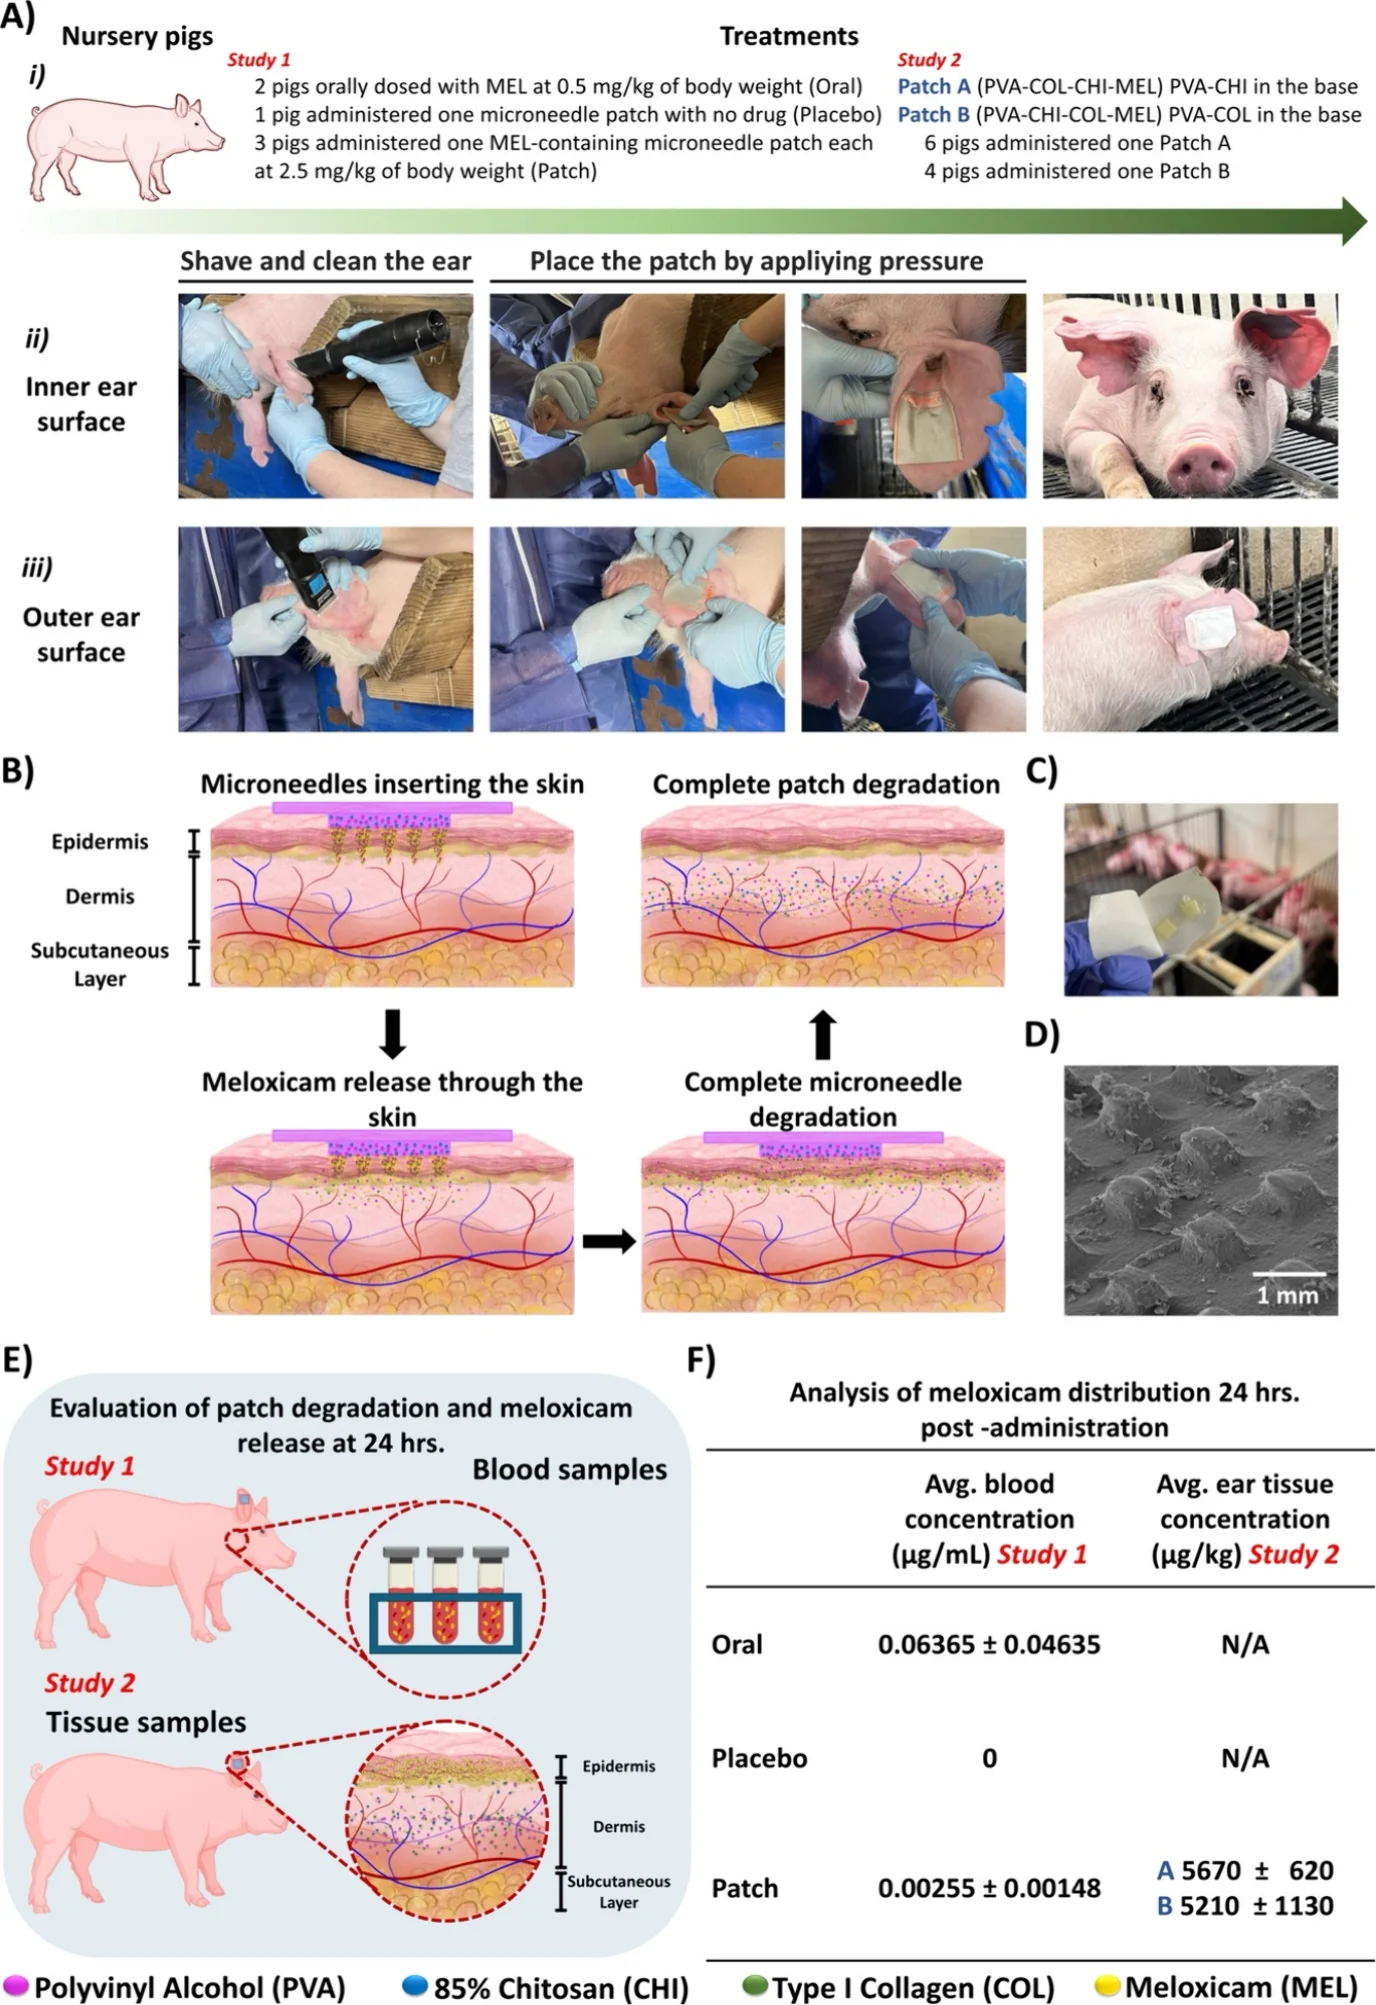 A)
Nursery pigs
Treatments
Study 1
Study 2
i)
2 pigs orally dosed with MEL at 0.5 mg/kg of body weight (Oral)
1 pig administered one microneedle patch with no drug (Placebo)
3 pigs administered one MEL-containing microneedle patch each
at 2.5 mg/kg of body weight (Patch)
Patch A (PVA-COL-CHI-MEL) PVA-CHI in the base
Patch B (PVA-CHI-COL-MEL) PVA-COL in the base
6 pigs administered one Patch A
4 pigs administered one Patch B
Shave and clean the ear
Place the patch by appliying pressure
ii)
Inner ear
surface
iii)
Outer ear
surface
B)
Microneedles inserting the skin
Complete patch degradation
Epidermis
Dermis
Subcutaneous
Layer
Meloxicam release through the
skin
Complete microneedle
degradation
C)
D)
1 mm
E)
Evaluation of patch degradation and meloxicam
release at 24 hrs.
Study 1
Blood samples
Study 2
Tissue samples
Epidermis
Dermis
Subcutaneous
Layer
F)
Analysis of meloxicam distribution 24 hrs.
post -administration
Avg. blood
concentration
(μg/mL) Study 1
Avg. ear tissue
concentration
(μg/kg) Study 2
Oral 0.06365 ± 0.04635 N/A
Placebo 0 N/A
Patch 0.00255 ± 0.00148
A 5670 ± 620
B 5210 ± 1130
Polyvinyl Alcohol (PVA) 85% Chitosan (CHI) Type I Collagen (COL) Meloxicam (MEL)